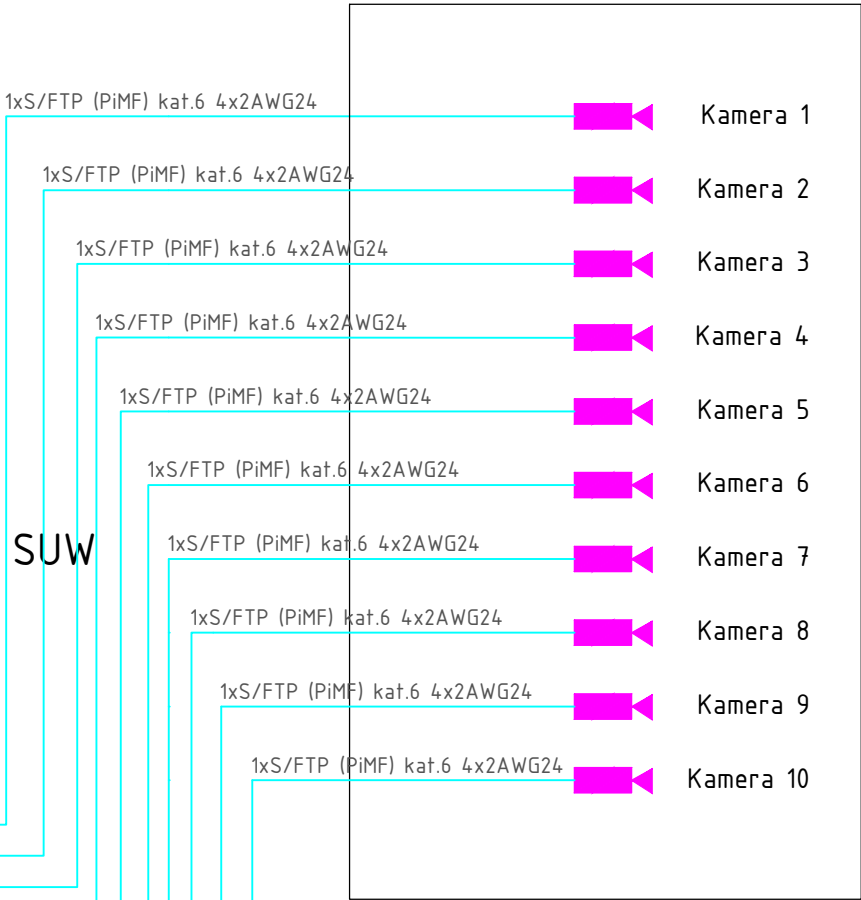 1xS/FTP (PiMF) kat.6 4x2AWG24
Kamera 1
1xS/FTP (PiMF) kat.6 4x2AWG24
Kamera 2
1xS/FTP (PiMF) kat.6 4x2AWG24
Kamera 3
1xS/FTP (PiMF) kat.6 4x2AWG24
Kamera 4
1xS/FTP (PiMF) kat.6 4x2AWG24
Kamera 5
1xS/FTP (PiMF) kat.6 4x2AWG24
Kamera 6
SUW
1xS/FTP (PiMF) kat.6 4x2AWG24
Kamera 7
1xS/FTP (PiMF) kat.6 4x2AWG24
Kamera 8
1xS/FTP (PiMF) kat.6 4x2AWG24
Kamera 9
1xS/FTP (PiMF) kat.6 4x2AWG24
Kamera 10